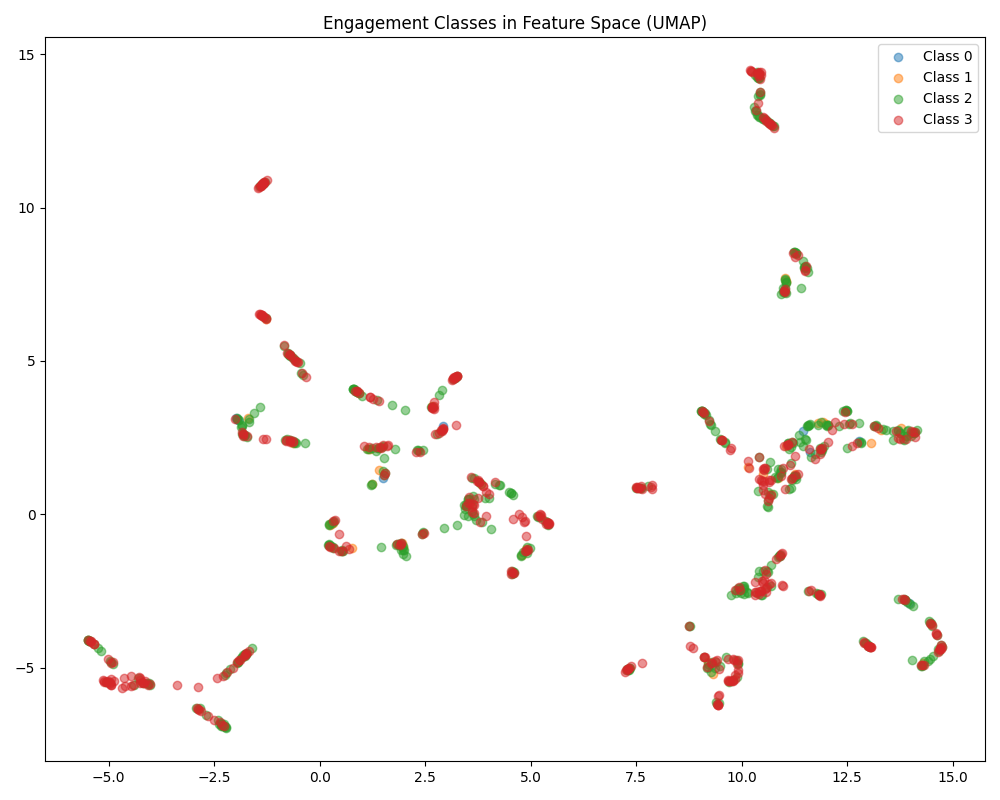 Engagement Classes in Feature Space (UMAP)
Class 0
Class 1
Class 2
Class 3
15
10
5
0
−5
−5.0 −2.5 0.0 2.5 5.0 7.5 10.0 12.5 15.0